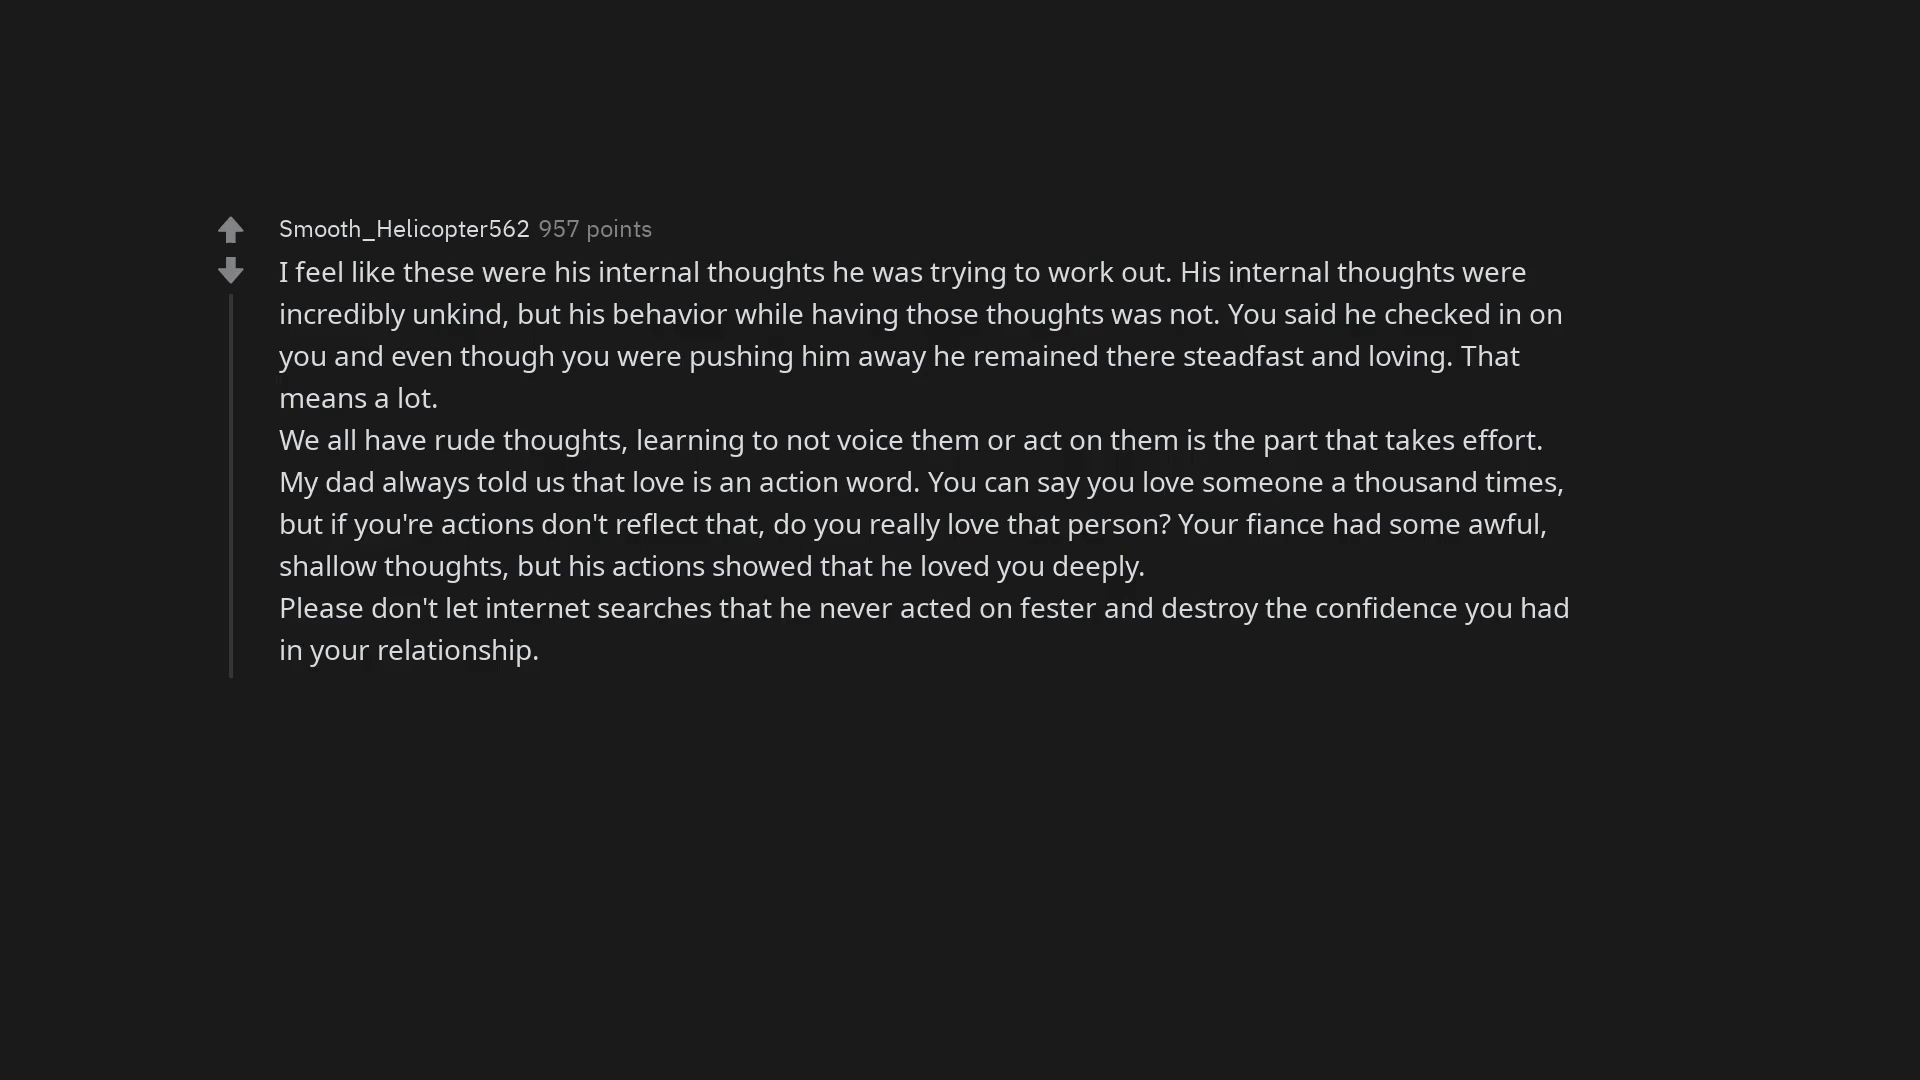 Smooth_Helicopter562 957 points
I feel like these were his internal thoughts he was trying to work out. His internal thoughts were
incredibly unkind, but his behavior while having those thoughts was not. You said he checked in on
you and even though you were pushing him away he remained there steadfast and loving. That
means a lot.
We all have rude thoughts, learning to not voice them or act on them is the part that takes effort.
My dad always told us that love is an action word. You can say you love someone a thousand times,
but if you're actions don't reflect that, do you really love that person? Your fiance had some awful,
shallow thoughts, but his actions showed that he loved you deeply.
Please don't let internet searches that he never acted on fester and destroy the confidence you had
in your relationship.